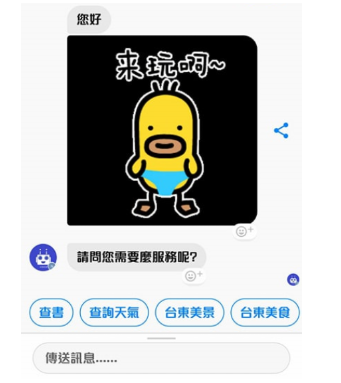 您好
来玩啊~
請問您需要麼服務呢?
查書
查詢天氣
台東美景
台東美食
傳送訊息......